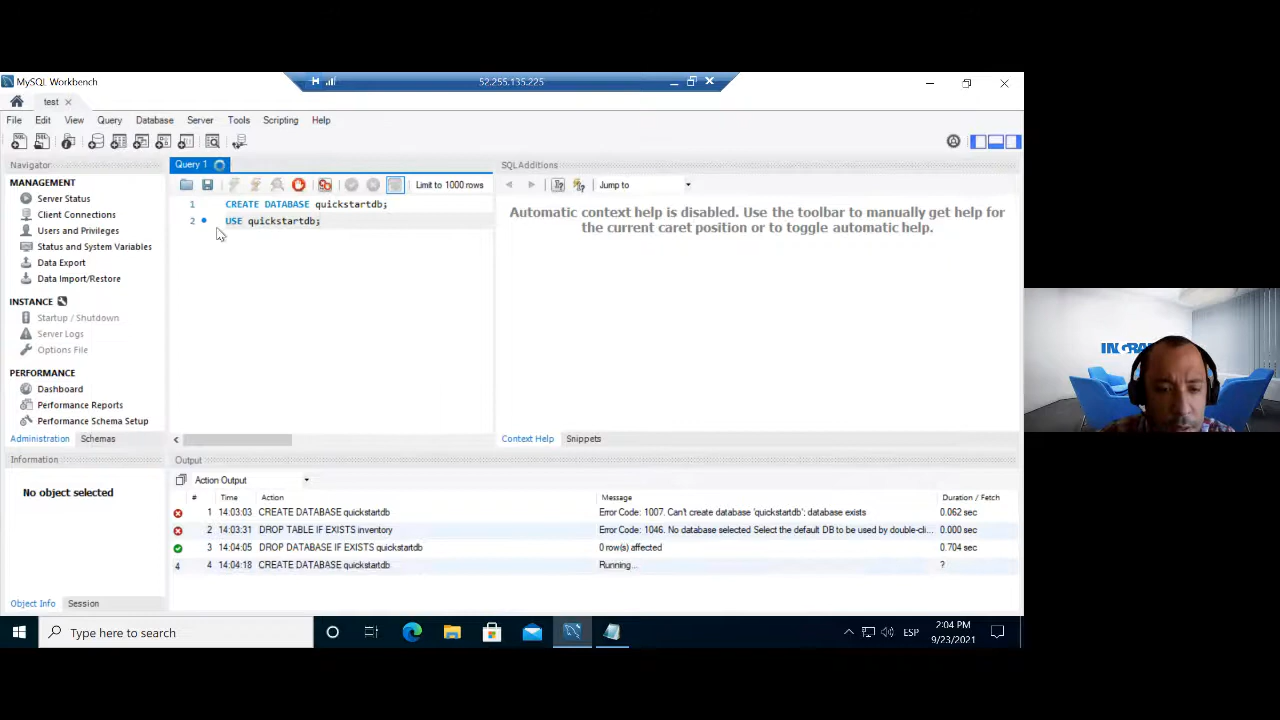 MySQL Workbench
52.255.135.225
test
File Edit View Query Database Server Tools Scripting Help
Navigator
MANAGEMENT
Server Status
Client Connections
Users and Privileges
Status and System Variables
Data Export
Data Import/Restore
INSTANCE
Startup / Shutdown
Server Logs
Options File
PERFORMANCE
Dashboard
Performance Reports
Performance Schema Setup
Administration Schemas
Information
No object selected
Object Info Session
Query 1
Limit to 1000 rows
1 CREATE DATABASE quickstartdb;
2 USE quickstartdb;
SQLAdditions
Jump to
Automatic context help is disabled. Use the toolbar to manually get help for
the current caret position or to toggle automatic help.
Context Help Snippets
Output
Action Output
# Time Action Message Duration / Fetch
1 14:03:03 CREATE DATABASE quickstartdb Error Code: 1007. Can't create database 'quickstartdb'; database exists 0.062 sec
2 14:03:31 DROP TABLE IF EXISTS inventory Error Code: 1046. No database selected Select the default DB to be used by double-cli... 0.000 sec
3 14:04:05 DROP DATABASE IF EXISTS quickstartdb 0 row(s) affected 0.704 sec
4 4 14:04:18 CREATE DATABASE quickstartdb Running... ?
Type here to search
ESP
2:04 PM
9/23/2021